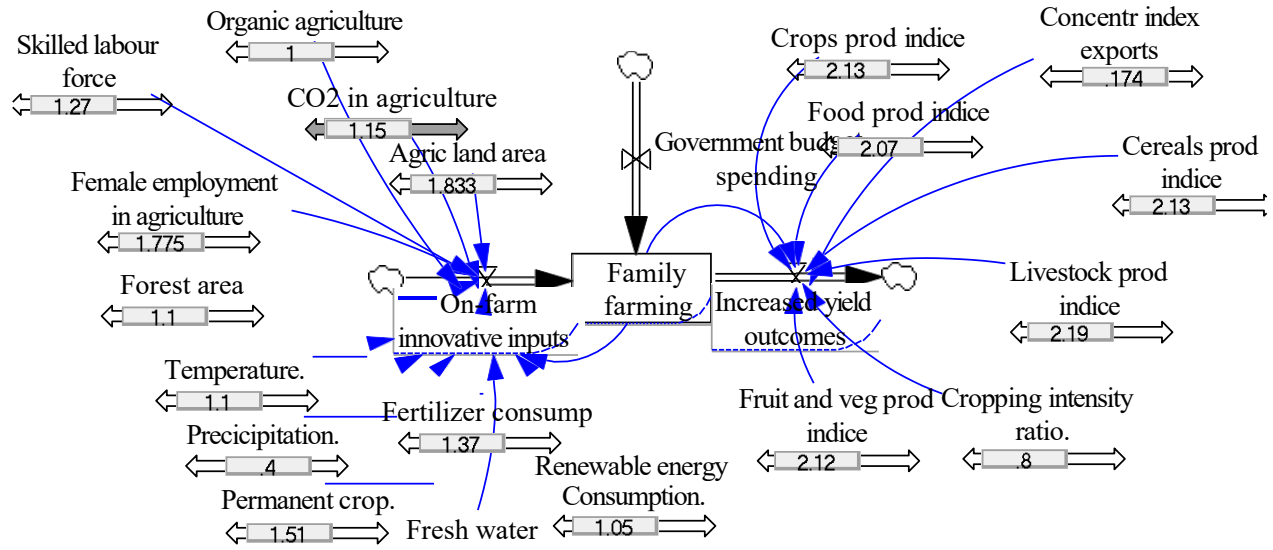 Organic agriculture
1
Skilled labour
force
1.27
CO2 in agriculture
1.15
Agric land area
1.833
Female employment
in agriculture
1.775
Forest area
1.1
Temperature.
1.1
Precicipitation.
.4
Permanent crop.
1.51
Fertilizer consump
1.37
Fresh water
Renewable energy
Consumption.
1.05
On-farm
innovative inputs
Family
farming
Government budget
spending
Increased yield
outcomes
Crops prod indice
2.13
Food prod indice
2.07
Concentr index
exports
.174
Cereals prod
indice
2.13
Livestock prod
indice
2.19
Fruit and veg prod
indice
2.12
Cropping intensity
ratio.
.8